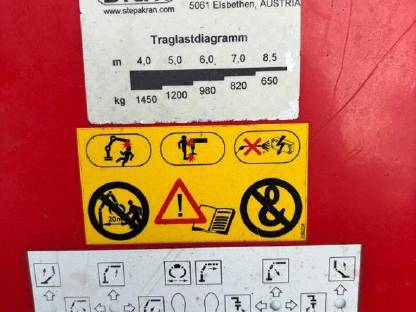 www.stepakran.com
5061 Elsbethen, AUSTRIA
Traglastdiagramm
m 4,0 5,0 6,0 7,0 8,5
kg 1450 1200 980 820 650
20m